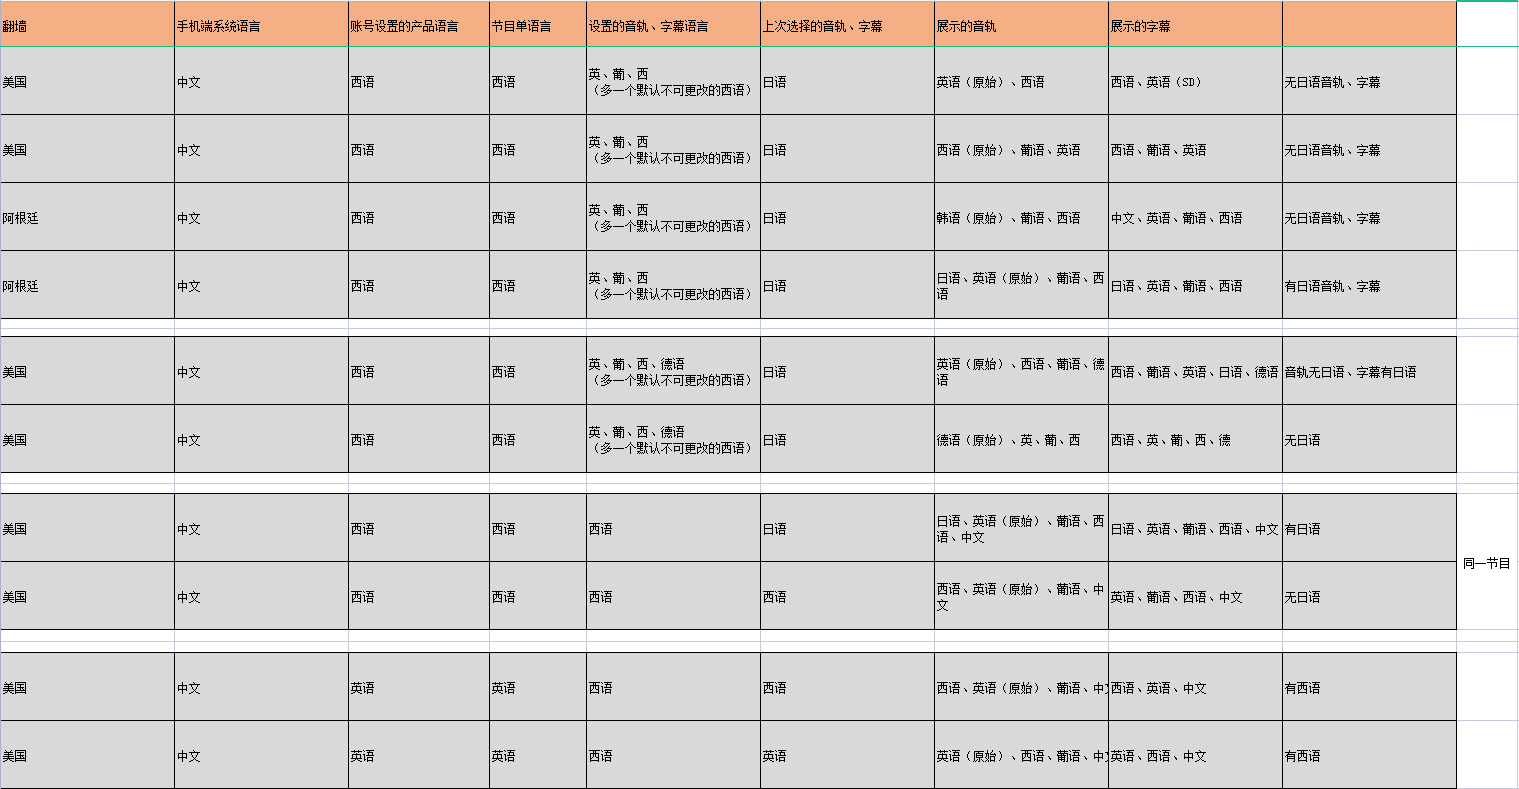 翻墙 手机端系统语言 账号设置的产品语言 节目单语言 设置的音轨、字幕语言 上次选择的音轨、字幕 展示的音轨 展示的字幕
美国 中文 西语 西语 英、葡、西
（多一个默认不可更改的西语） 日语 英语（原始）、西语 西语、英语（SD） 无日语音轨、字幕
美国 中文 西语 西语 英、葡、西
（多一个默认不可更改的西语） 日语 西语（原始）、葡语、英语 西语、葡语、英语 无日语音轨、字幕
阿根廷 中文 西语 西语 英、葡、西
（多一个默认不可更改的西语） 日语 韩语（原始）、葡语、西语 中文、英语、葡语、西语 无日语音轨、字幕
阿根廷 中文 西语 西语 英、葡、西
（多一个默认不可更改的西语） 日语 日语、英语（原始）、葡语、西
语 日语、英语、葡语、西语 有日语音轨、字幕
美国 中文 西语 西语 英、葡、西、德语
（多一个默认不可更改的西语） 日语 英语（原始）、西语、葡语、德
语 西语、葡语、英语、日语、德语 音轨无日语、字幕有日语
美国 中文 西语 西语 英、葡、西、德语
（多一个默认不可更改的西语） 日语 德语（原始）、英、葡、西 西语、英、葡、西、德 无日语
美国 中文 西语 西语 西语 日语 日语、英语（原始）、葡语、西
语、中文 日语、英语、葡语、西语、中文 有日语
同一节目
美国 中文 西语 西语 西语 西语 西语、英语（原始）、葡语、中
文 英语、葡语、西语、中文 无日语
美国 中文 英语 英语 西语 西语 西语、英语（原始）、葡语、中 西语、英语、中文 有西语
美国 中文 英语 英语 西语 英语 英语（原始）、西语、葡语、中 英语、西语、中文 有西语